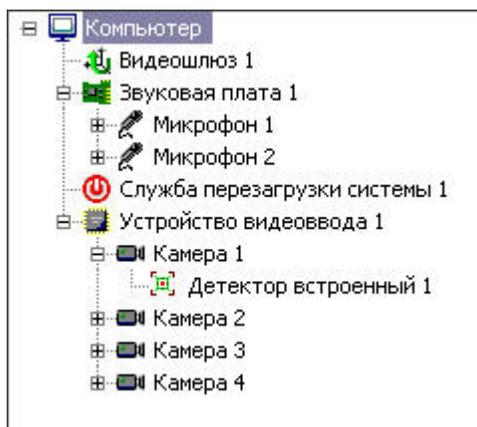 Компьютер
Видеошлюз 1
Звуковая плата 1
Микрофон 1
Микрофон 2
Служба перезагрузки системы 1
Устройство видеоввода 1
Камера 1
Детектор встроенный 1
Камера 2
Камера 3
Камера 4